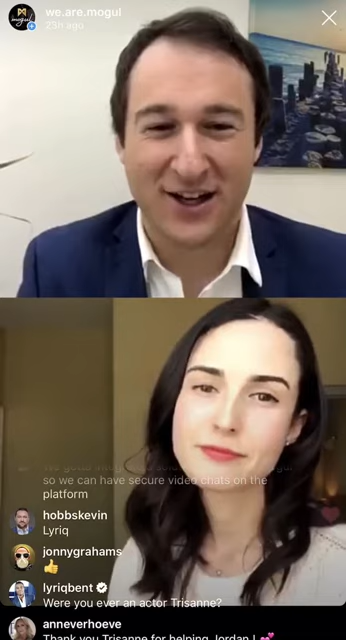 we.are.mogul
23h ago
so we can have secure video chats on the
platform
hobbskevin
Lyriq
jonnygrahams
👍
lyriqbent
Were you ever an actor Trisanne?
anneverhoeve
Thank you Trisanne for helping Jordan ! 💕